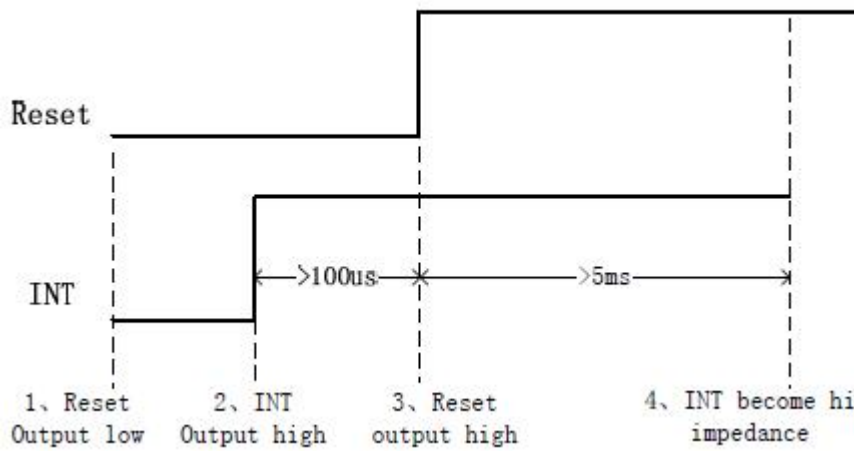 Reset
>100us
>5ms
INT
1、Reset
Output low
2、INT
Output high
3、Reset
output high
4、INT become hi
impedance